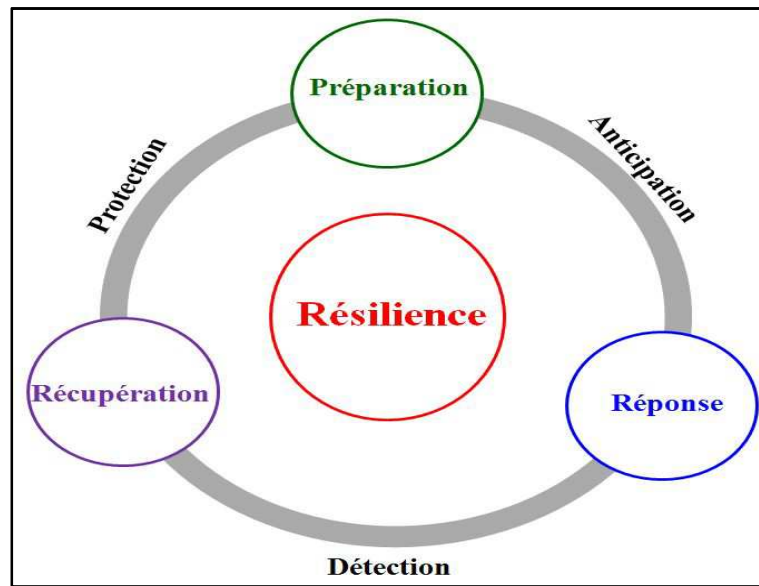 Préparation
Anticipation
Protection
Résilience
Récupération
Réponse
Détection